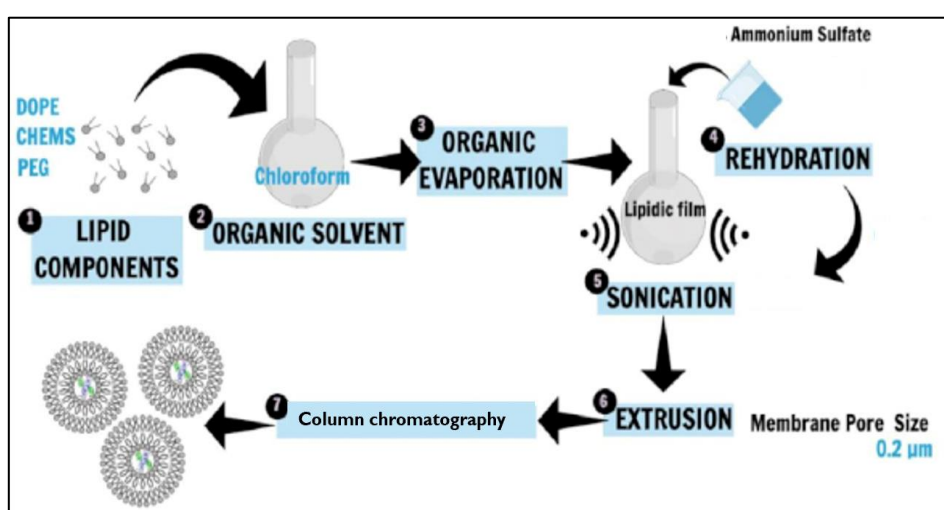 DOPE
CHEMS
PEG
1
LIPID
COMPONENTS
Chloroform
2
ORGANIC SOLVENT
3
ORGANIC
EVAPORATION
Ammonium Sulfate
4
REHYDRATION
Lipidic film
5
SONICATION
6
EXTRUSION
Membrane Pore Size
0.2 µm
7
Column chromatography